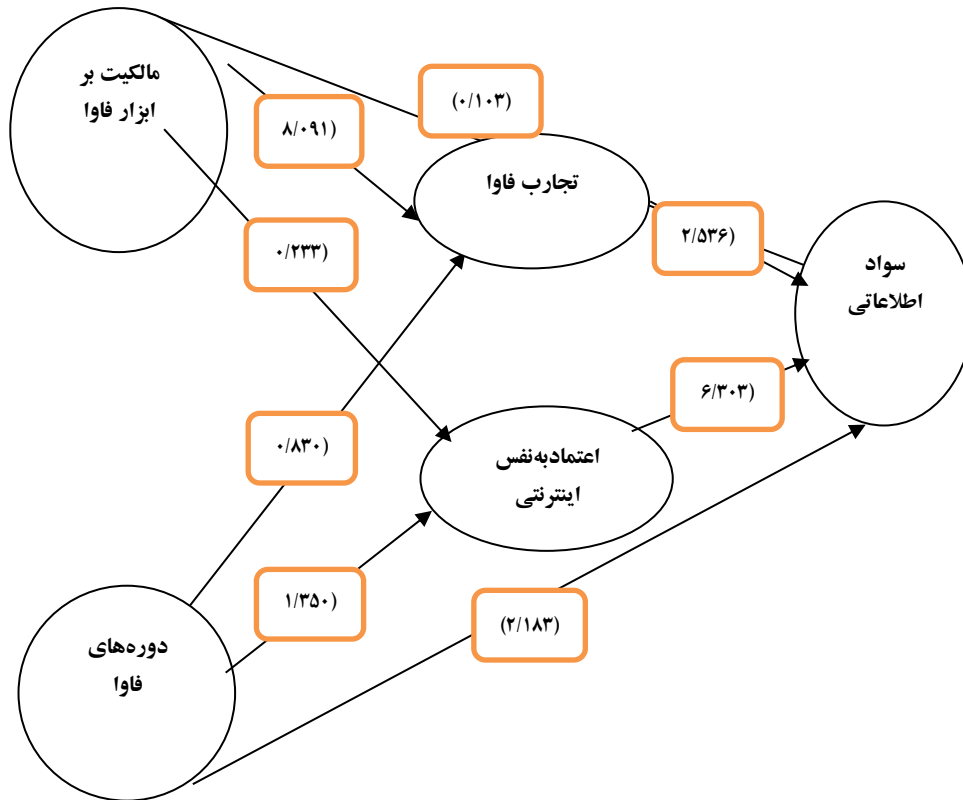 مالکیت بر
ابزار فاوا
(۰/۱۰۳)
۸/۰۹۱)
تجارب فاوا
۲/۵۳۶)
۰/۲۳۳)
سواد
اطلاعاتی
۶/۳۰۳)
۰/۸۳۰)
اعتمادبه‌نفس
اینترنتی
۱/۳۵۰)
(۲/۱۸۳)
دوره‌های
فاوا